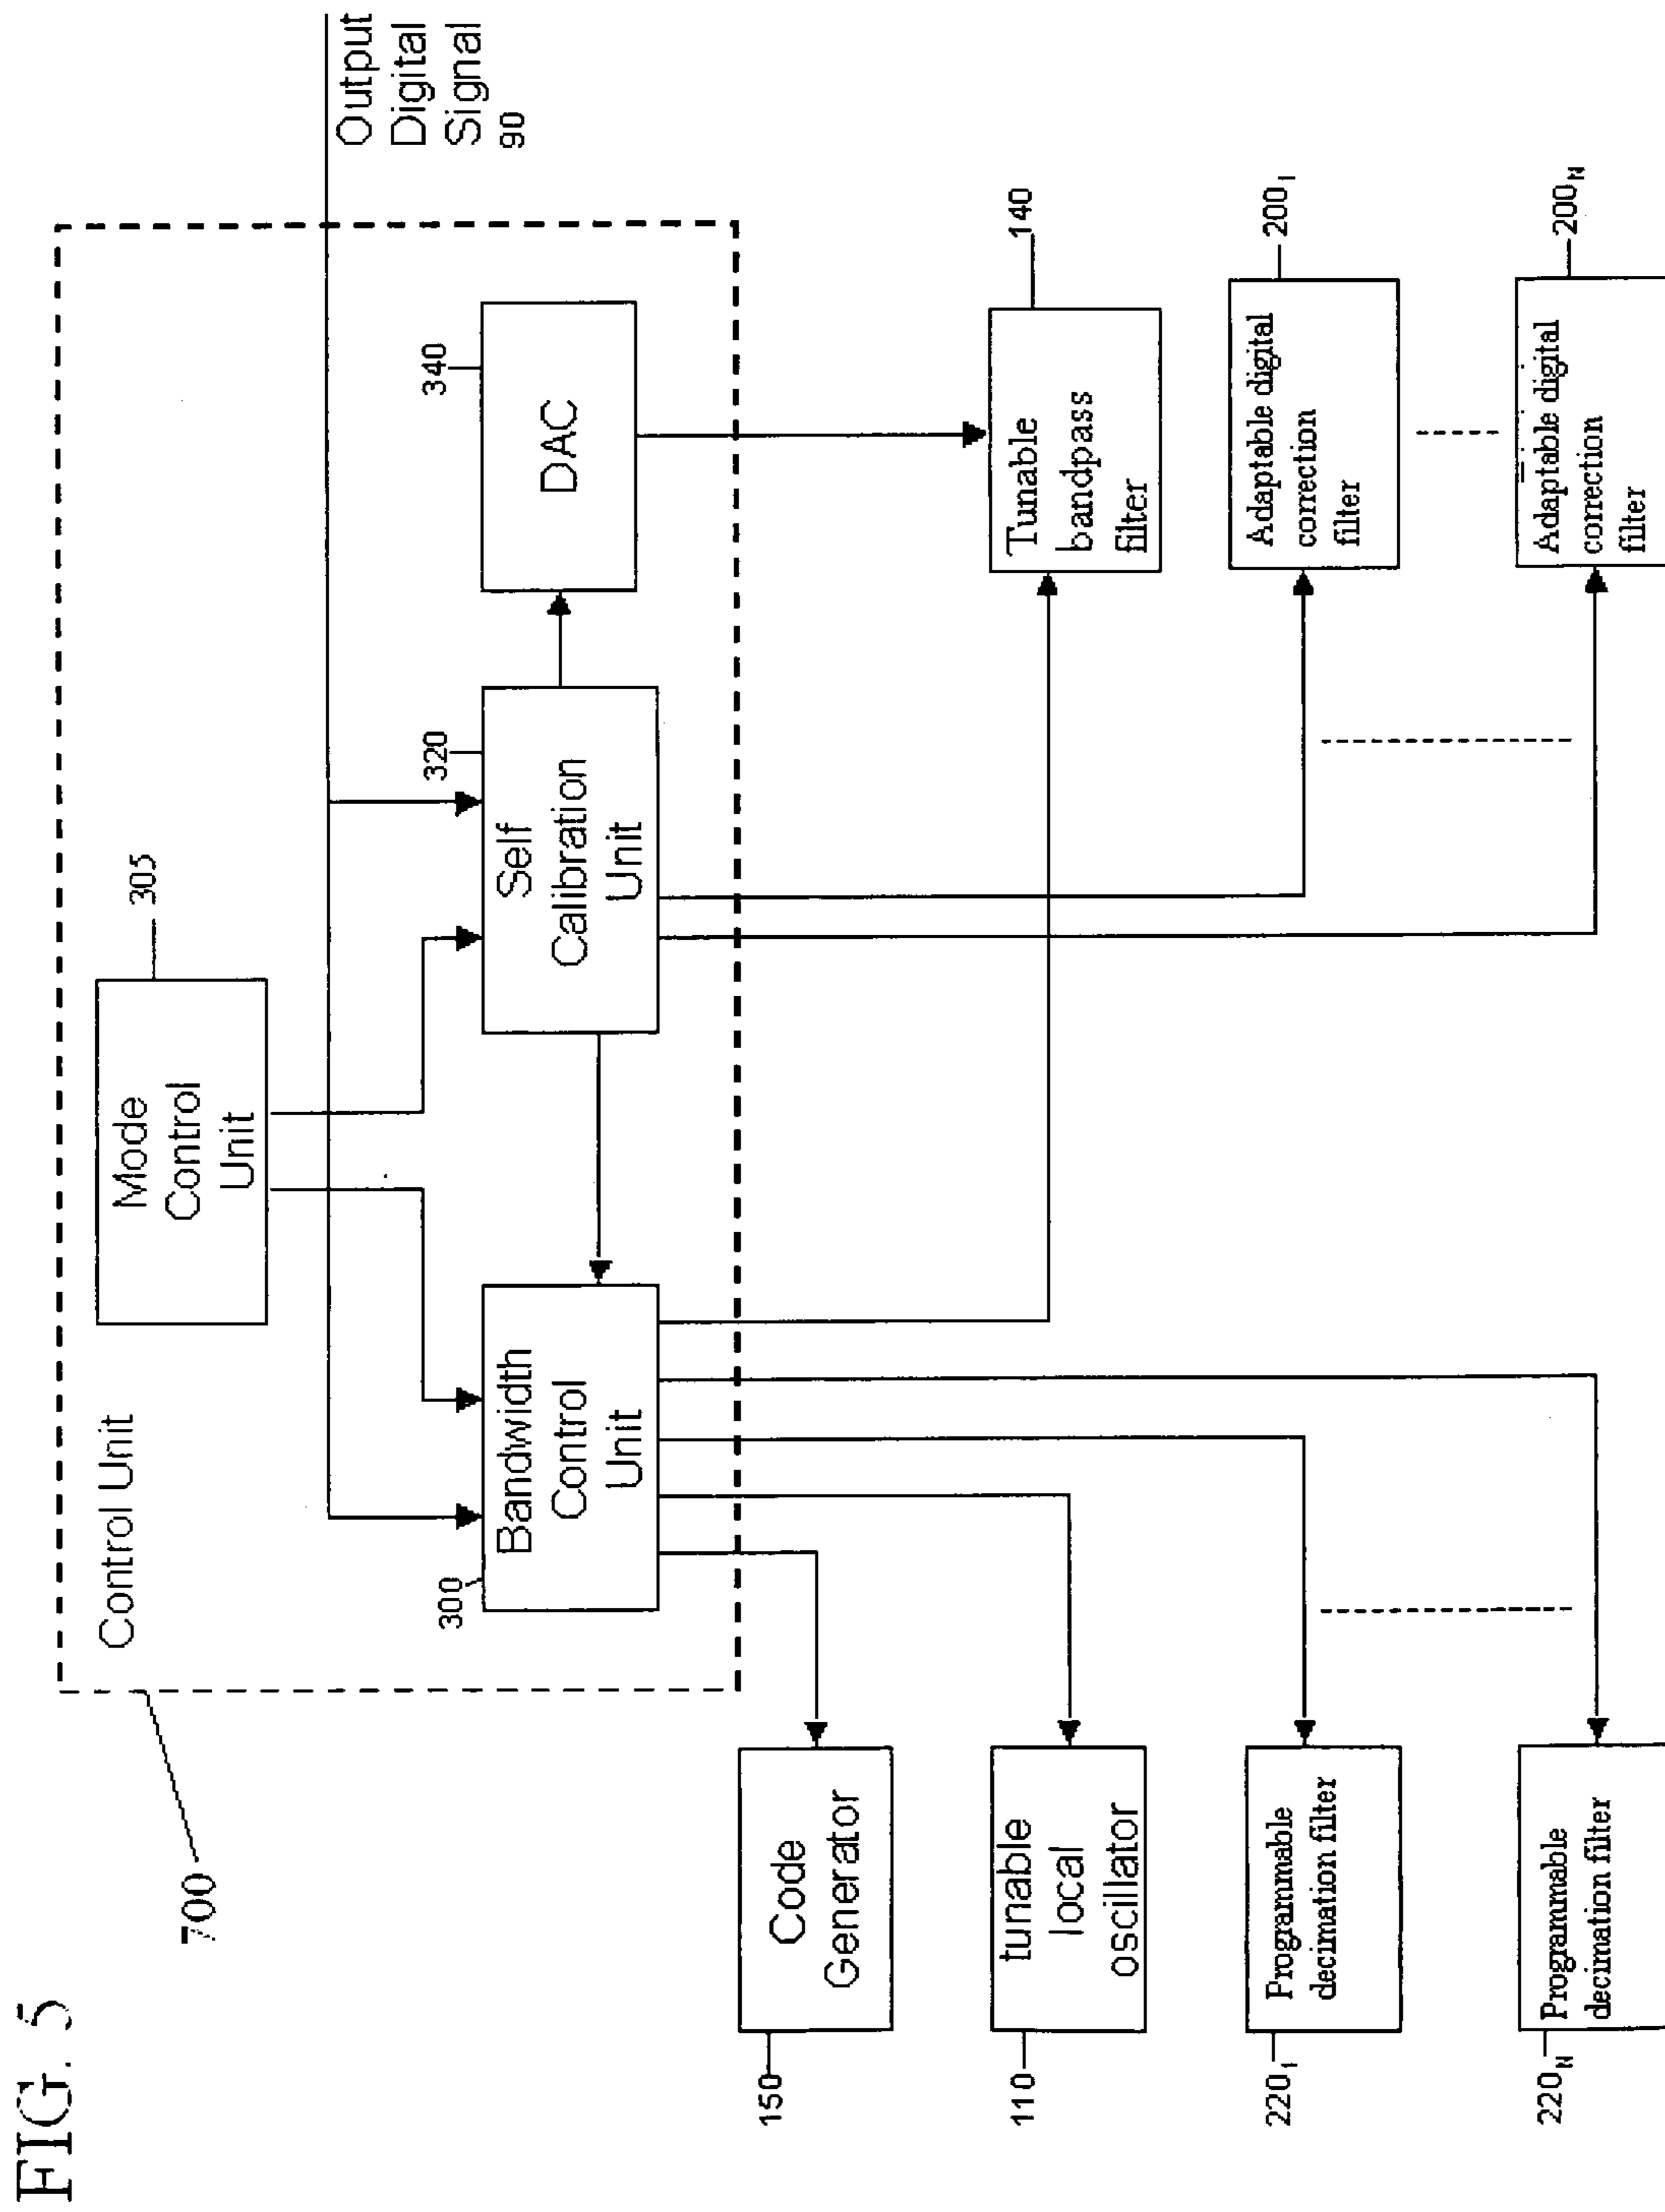 FIG. 5
700
Control Unit
Mode
Control
Unit
305
Output
Digital
Signal
90
300
Bandwidth
Control
Unit
320
Self
Calibration
Unit
340
DAC
150
Code
Generator
110
tunable
local
oscillator
140
Tunable
bandpass
filter
220₁
Programmable
decimation filter
200₁
Adaptable digital
correction
filter
220N
Programmable
decimation filter
200N
Adaptable digital
correction
filter